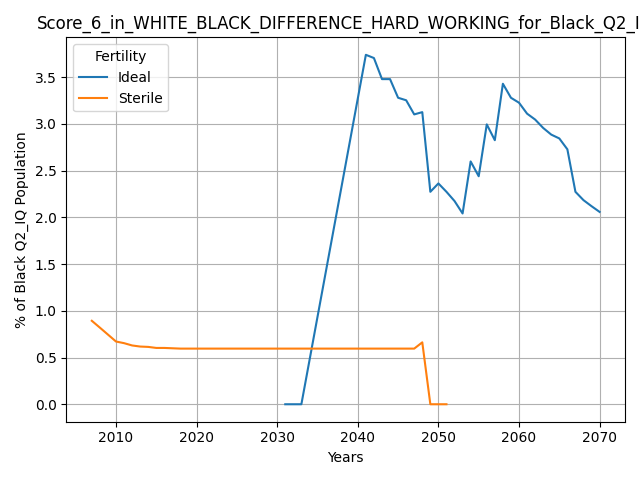 Score_6_in_WHITE_BLACK_DIFFERENCE_HARD_WORKING_for_Black_Q2_I
Fertility
Ideal
Sterile
% of Black Q2_IQ Population
3.5
3.0
2.5
2.0
1.5
1.0
0.5
0.0
2010 2020 2030 2040 2050 2060 2070
Years